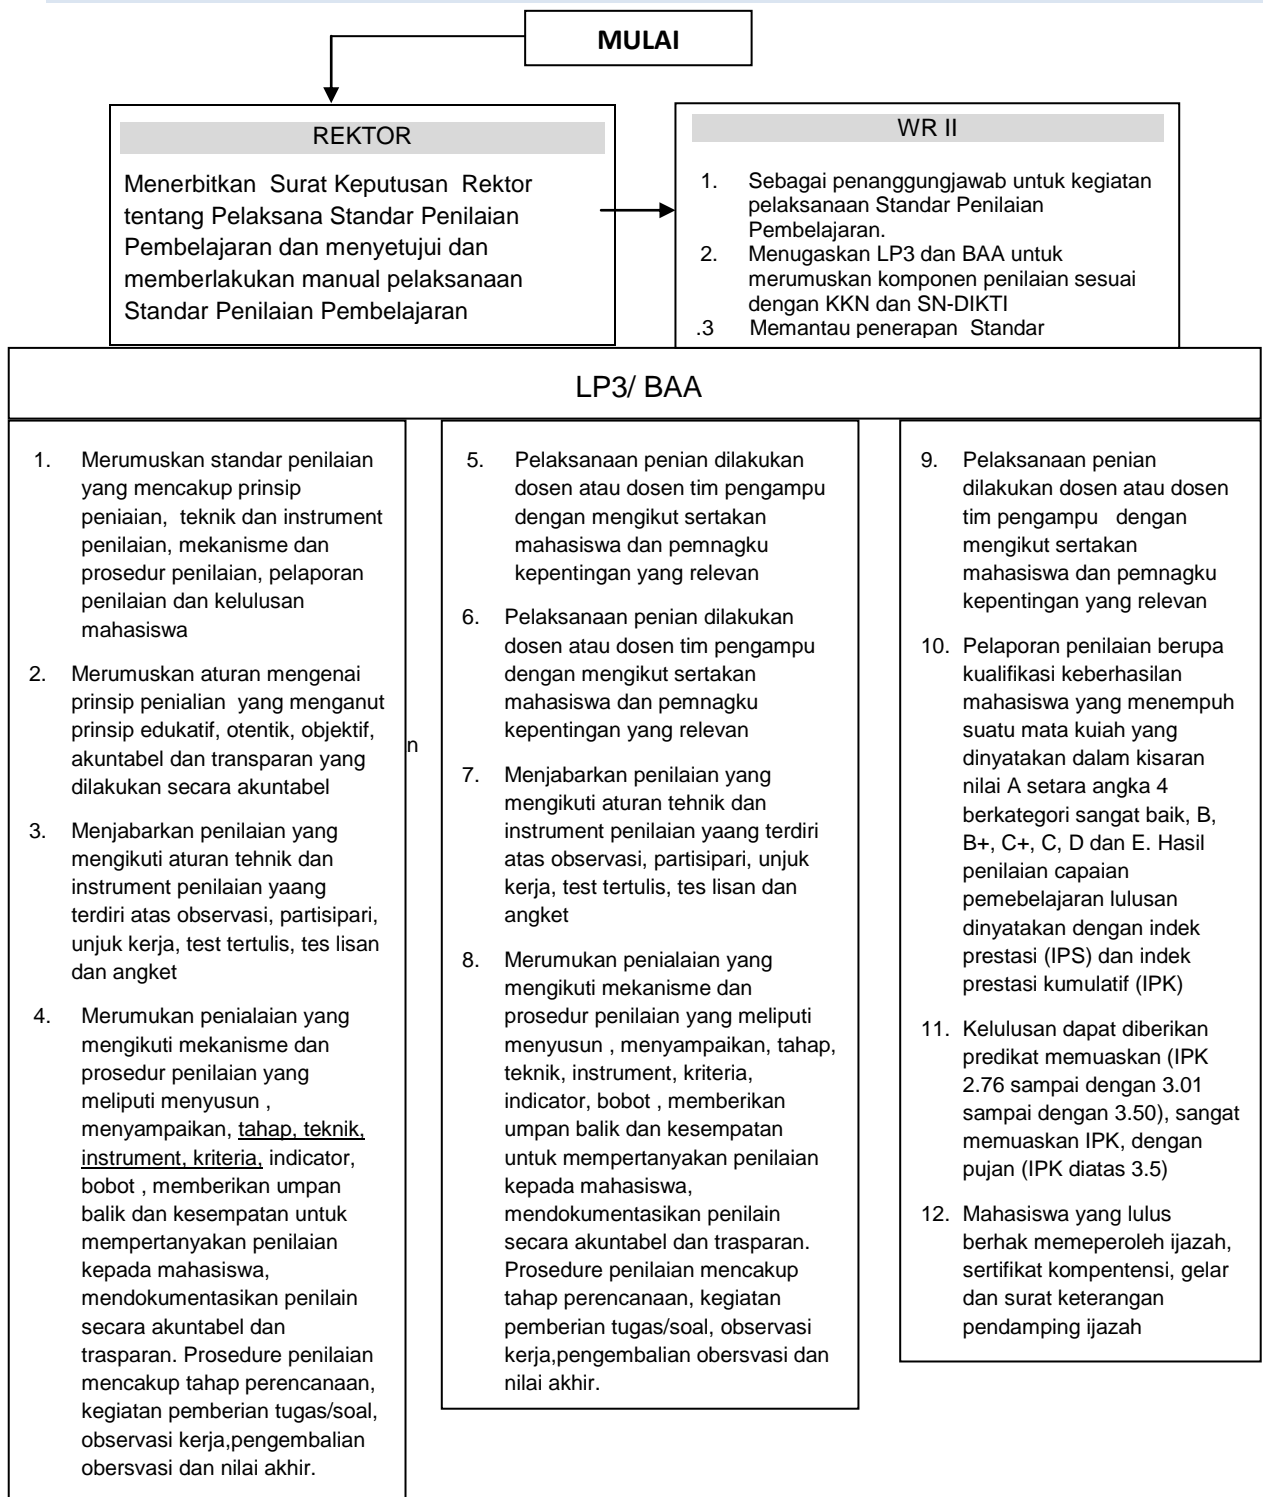 MULAI
REKTOR
Menerbitkan Surat Keputusan Rektor
tentang Pelaksana Standar Penilaian
Pembelajaran dan menyetujui dan
memberlakukan manual pelaksanaan
Standar Penilaian Pembelajaran
WR II
1. Sebagai penanggungjawab untuk kegiatan
pelaksanaan Standar Penilaian
Pembelajaran.
2. Menugaskan LP3 dan BAA untuk
merumuskan komponen penilaian sesuai
dengan KKN dan SN-DIKTI
.3 Memantau penerapan Standar
LP3/ BAA
1. Merumuskan standar penilaian
yang mencakup prinsip
peniaian, teknik dan instrument
penilaian, mekanisme dan
prosedur penilaian, pelaporan
penilaian dan kelulusan
mahasiswa
2. Merumuskan aturan mengenai
prinsip penialian yang menganut
prinsip edukatif, otentik, objektif,
akuntabel dan transparan yang
dilakukan secara akuntabel
3. Menjabarkan penilaian yang
mengikuti aturan tehnik dan
instrument penilaian yaang
terdiri atas observasi, partisipari,
unjuk kerja, test tertulis, tes lisan
dan angket
4. Merumukan penialaian yang
mengikuti mekanisme dan
prosedur penilaian yang
meliputi menyusun ,
menyampaikan, tahap, teknik,
instrument, kriteria, indicator,
bobot , memberikan umpan
balik dan kesempatan untuk
mempertanyakan penilaian
kepada mahasiswa,
mendokumentasikan penilain
secara akuntabel dan
trasparan. Prosedure penilaian
mencakup tahap perencanaan,
kegiatan pemberian tugas/soal,
observasi kerja,pengembalian
obersvasi dan nilai akhir.
n
5. Pelaksanaan penian dilakukan
dosen atau dosen tim pengampu
dengan mengikut sertakan
mahasiswa dan pemnagku
kepentingan yang relevan
6. Pelaksanaan penian dilakukan
dosen atau dosen tim pengampu
dengan mengikut sertakan
mahasiswa dan pemnagku
kepentingan yang relevan
7. Menjabarkan penilaian yang
mengikuti aturan tehnik dan
instrument penilaian yaang terdiri
atas observasi, partisipari, unjuk
kerja, test tertulis, tes lisan dan
angket
8. Merumukan penialaian yang
mengikuti mekanisme dan
prosedur penilaian yang meliputi
menyusun , menyampaikan, tahap,
teknik, instrument, kriteria,
indicator, bobot , memberikan
umpan balik dan kesempatan
untuk mempertanyakan penilaian
kepada mahasiswa,
mendokumentasikan penilain
secara akuntabel dan trasparan.
Prosedure penilaian mencakup
tahap perencanaan, kegiatan
pemberian tugas/soal, observasi
kerja,pengembalian obersvasi dan
nilai akhir.
9. Pelaksanaan penian
dilakukan dosen atau dosen
tim pengampu dengan
mengikut sertakan
mahasiswa dan pemnagku
kepentingan yang relevan
10. Pelaporan penilaian berupa
kualifikasi keberhasilan
mahasiswa yang menempuh
suatu mata kuiah yang
dinyatakan dalam kisaran
nilai A setara angka 4
berkategori sangat baik, B,
B+, C+, C, D dan E. Hasil
penilaian capaian
pemebelajaran lulusan
dinyatakan dengan indek
prestasi (IPS) dan indek
prestasi kumulatif (IPK)
11. Kelulusan dapat diberikan
predikat memuaskan (IPK
2.76 sampai dengan 3.01
sampai dengan 3.50), sangat
memuaskan IPK, dengan
pujan (IPK diatas 3.5)
12. Mahasiswa yang lulus
berhak memeperoleh ijazah,
sertifikat kompentensi, gelar
dan surat keterangan
pendamping ijazah